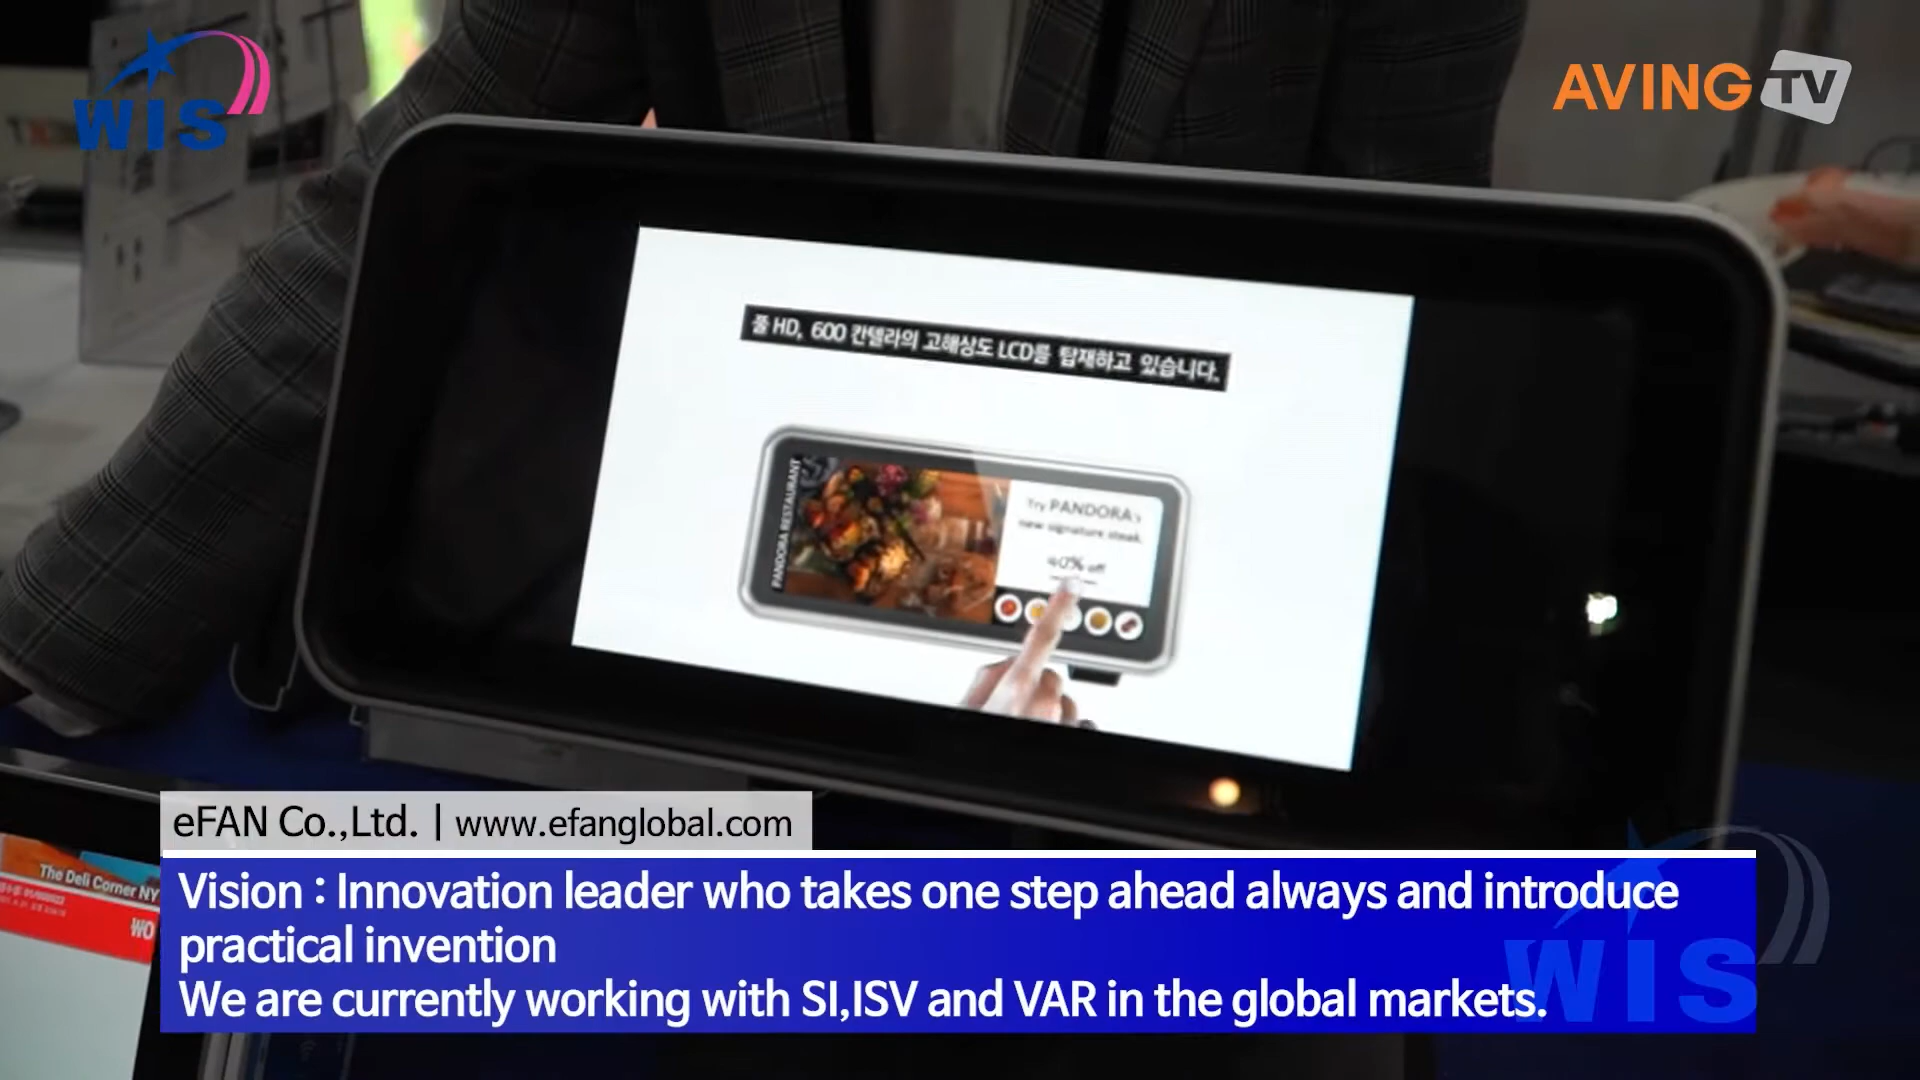 WIS
AVING TV
풀 HD, 600 칸델라의 고해상도 LCD를 탑재하고 있습니다.
PANDORA RESTAURANT
Try PANDORA's
new signature steak.
40% off
eFAN Co.,Ltd. | www.efanglobal.com
Vision : Innovation leader who takes one step ahead always and introduce
practical invention
We are currently working with SI,ISV and VAR in the global markets.
WIS
The Deli Corner NY
WO